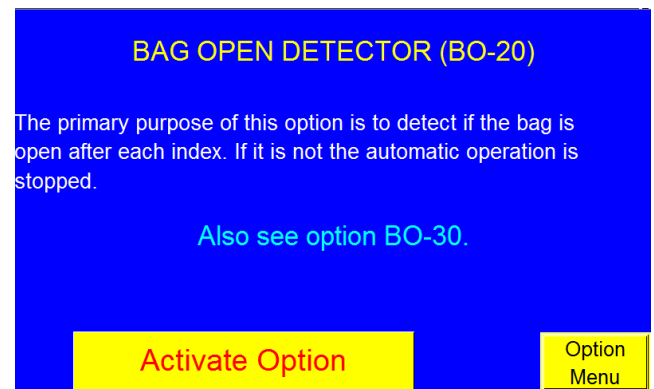 BAG OPEN DETECTOR (BO-20)
The primary purpose of this option is to detect if the bag is
open after each index. If it is not the automatic operation is
stopped.
Also see option BO-30.
Activate Option
Option
Menu